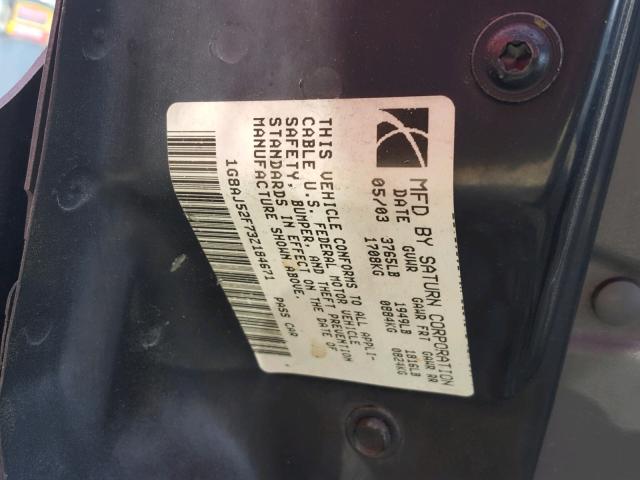 MFD BY SATURN CORPORATION
DATE GVWR GAWR FRT GAWR RR
05/03 3765LB 1949LB 1816LB
1708KG 0884KG 0824KG
THIS VEHICLE CONFORMS TO ALL APPLI-
CABLE U.S. FEDERAL MOTOR VEHICLE
SAFETY, BUMPER, AND THEFT PREVENTION
STANDARDS IN EFFECT ON THE DATE OF
MANUFACTURE SHOWN ABOVE.
1G8AJ52F73Z184671 PASS CAR